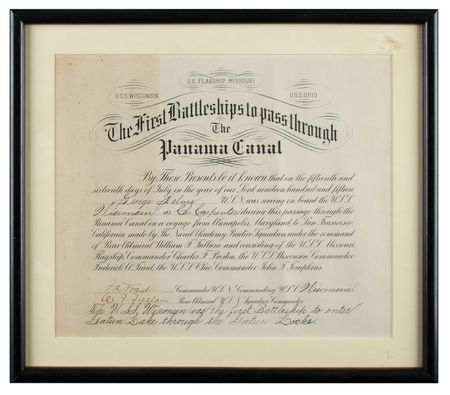 U.S. FLAGSHIP, MISSOURI
U.S.S. WISCONSIN U.S.S. OHIO
The First Battleships to pass through
The
Panama Canal
By These Presents be it known that on the fifteenth and
sixteenth days of July in the year of our Lord nineteen hundred and fifteen
George U.S.N. was serving on board the U.S.S.
Wisconsin as Carpenter during this passage through the
Panama Canal on a voyage from Annapolis, Maryland, to San Francisco,
California, made by The Naval Academy Practice Squadron under the command
of Rear Admiral William F. Fullam and consisting of the U.S.S. Missouri,
Flagship, Commander Charles F. Preston, the U.S.S. Wisconsin, Commander
Frederic A. Traut, the U.S.S. Ohio, Commander John T. Tompkins.
F.A. Traut Commander U.S.N. Commanding U.S.S. Wisconsin
W. F. Fullam Rear Admiral U.S.N. Squadron Commander
The U.S.S. Wisconsin was the first Battleship to enter
Gatun Lake through the Gatun Locks.